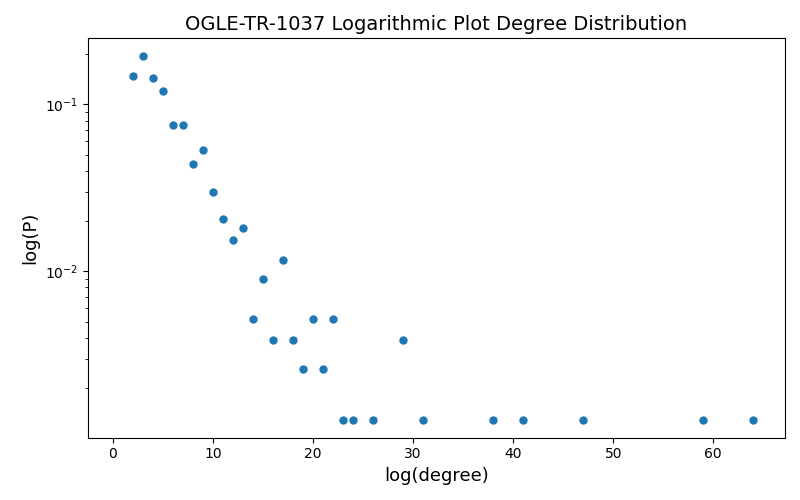 OGLE-TR-1037 Logarithmic Plot Degree Distribution
log(P)
10⁻¹
10⁻²
0 10 20 30 40 50 60
log(degree)